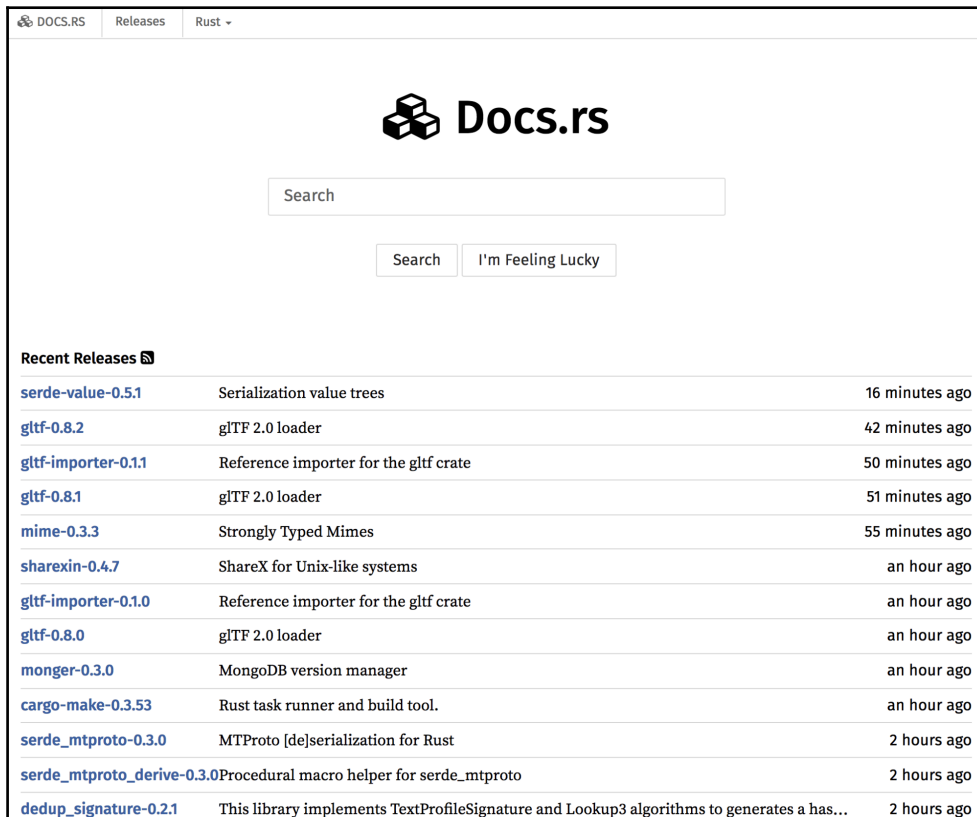 DOCS.RS Releases Rust
Docs.rs
Search
Search I'm Feeling Lucky
Recent Releases
serde-value-0.5.1 Serialization value trees 16 minutes ago
gltf-0.8.2 glTF 2.0 loader 42 minutes ago
gltf-importer-0.1.1 Reference importer for the gltf crate 50 minutes ago
gltf-0.8.1 glTF 2.0 loader 51 minutes ago
mime-0.3.3 Strongly Typed Mimes 55 minutes ago
sharexin-0.4.7 ShareX for Unix-like systems an hour ago
gltf-importer-0.1.0 Reference importer for the gltf crate an hour ago
gltf-0.8.0 glTF 2.0 loader an hour ago
monger-0.3.0 MongoDB version manager an hour ago
cargo-make-0.3.53 Rust task runner and build tool. an hour ago
serde_mtproto-0.3.0 MTProto [de]serialization for Rust 2 hours ago
serde_mtproto_derive-0.3.0 Procedural macro helper for serde_mtproto 2 hours ago
dedup_signature-0.2.1 This library implements TextProfileSignature and Lookup3 algorithms to generates a has... 2 hours ago